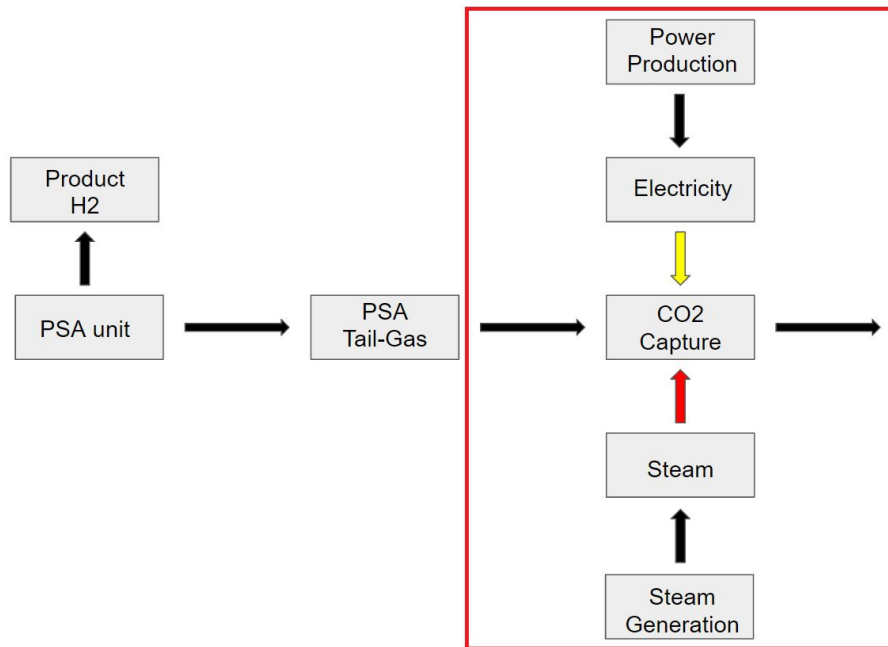 Power
Production
Product
H2
Electricity
PSA unit
PSA
Tail-Gas
CO2
Capture
Steam
Steam
Generation